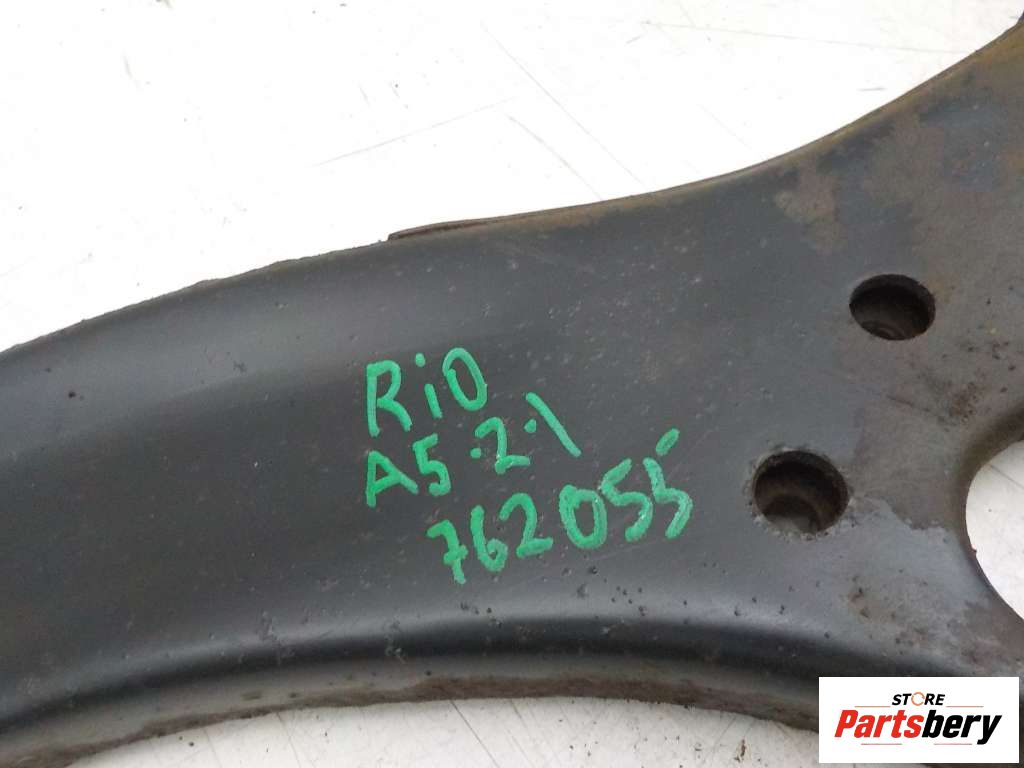 RiO
A5.2.1
762055
STORE
Partsbery